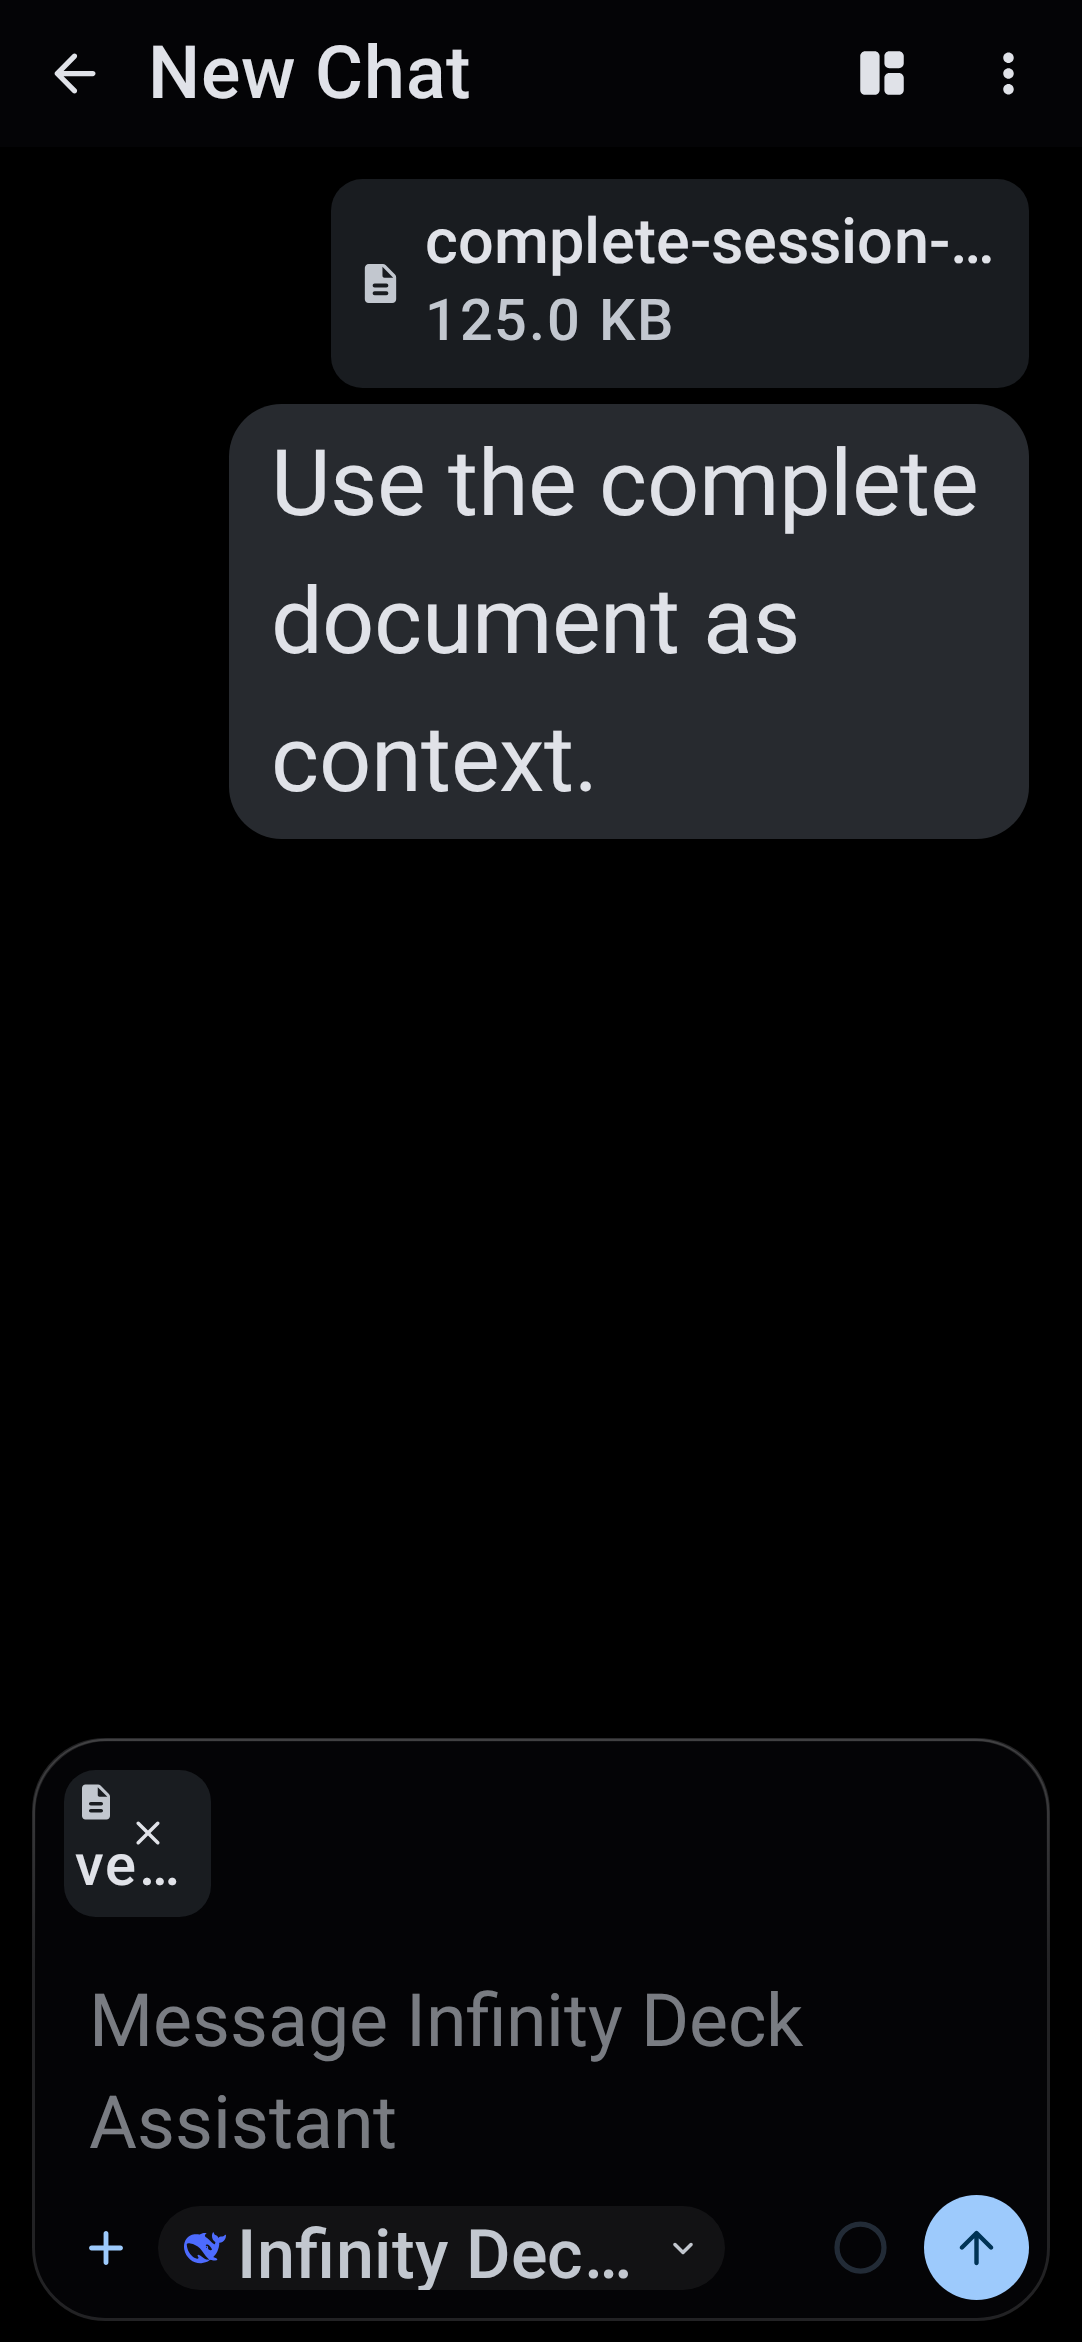 New Chat
complete-session-...
125.0 KB
Use the complete
document as
context.
ve...
Message Infinity Deck
Assistant
Infinity Dec...